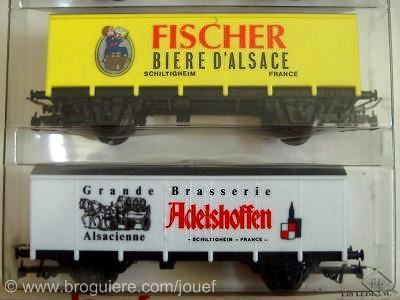 FISCHER
BIERE D'ALSACE
SCHILTIGHEIM FRANCE
Grande Brasserie
Adelshoffen
Alsacienne
- SCHILTIGHEIM - FRANCE -
© www.broguiere.com/jouef